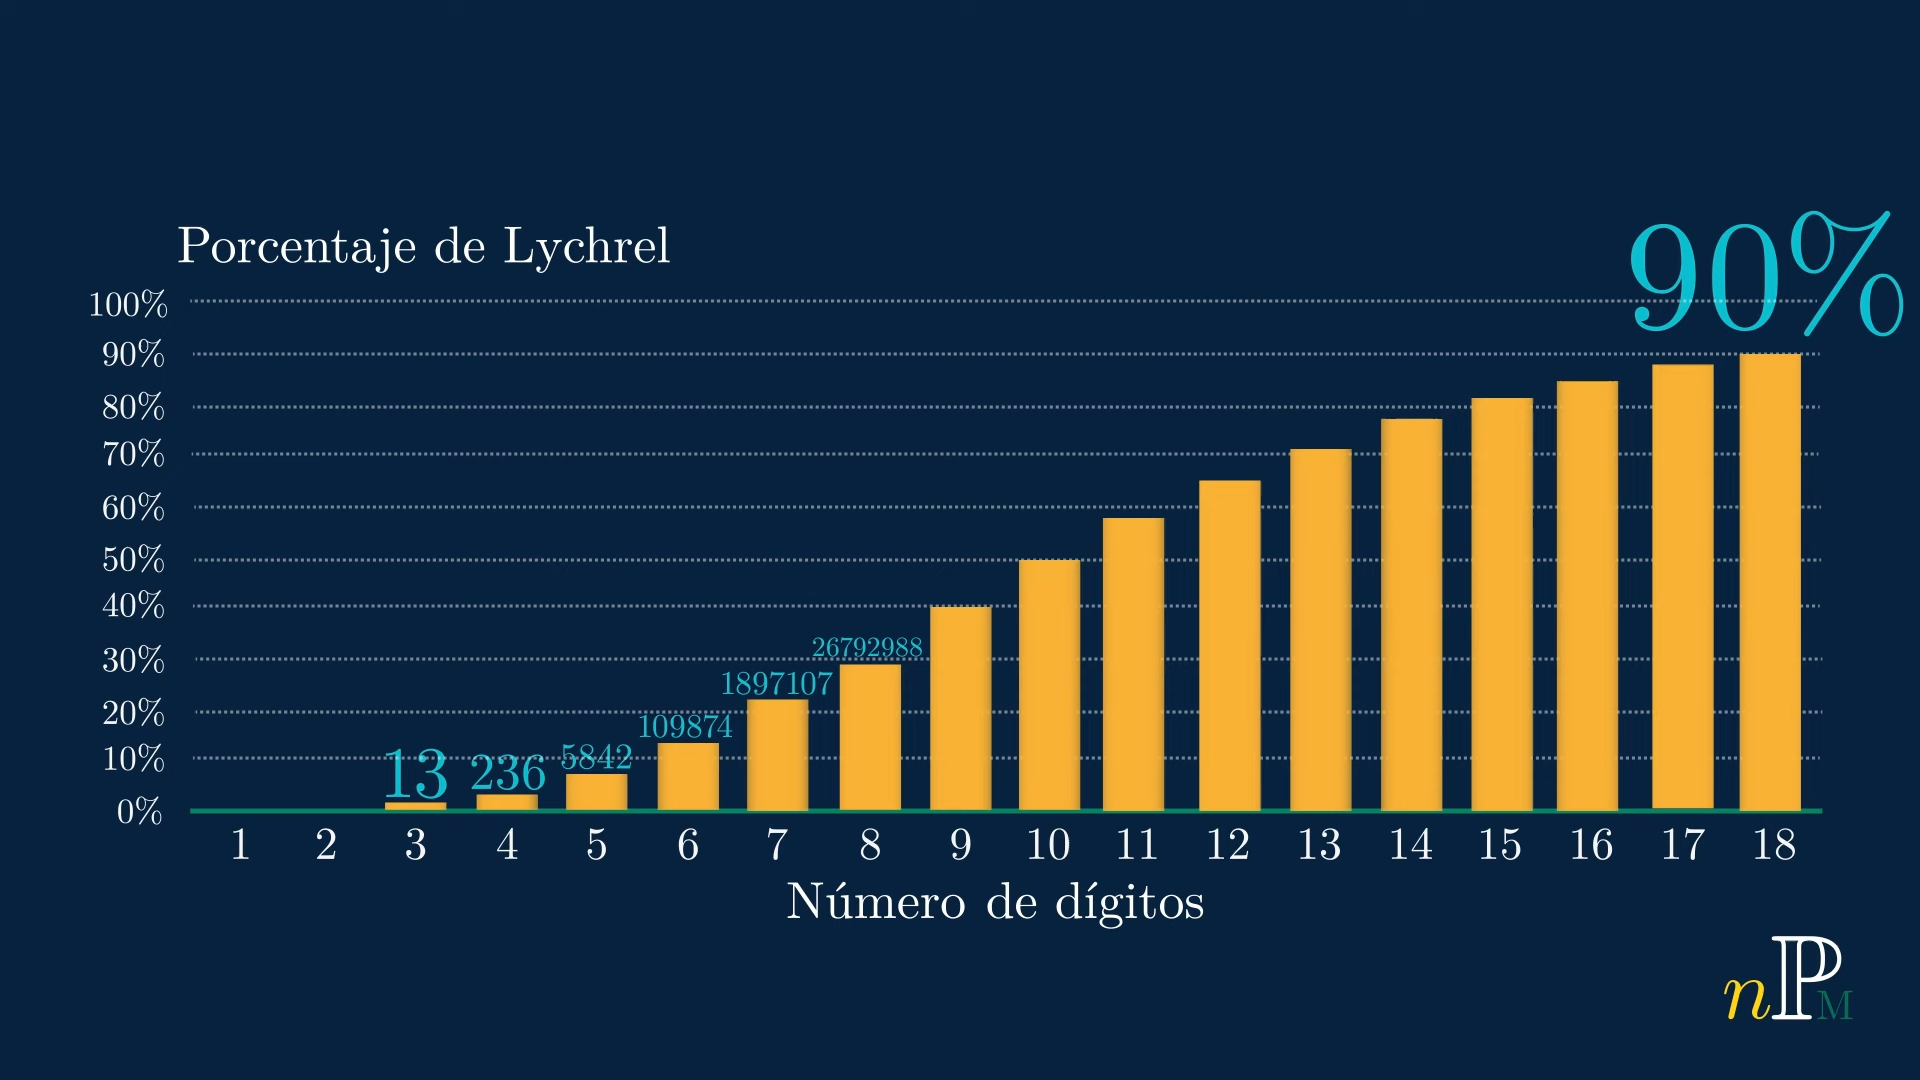 90%
Porcentaje de Lychrel
100%
90%
80%
70%
60%
50%
40%
30%
20%
10%
0%
13 236 5842 109874 1897107 26792988
1 2 3 4 5 6 7 8 9 10 11 12 13 14 15 16 17 18
Número de dígitos
nℙM